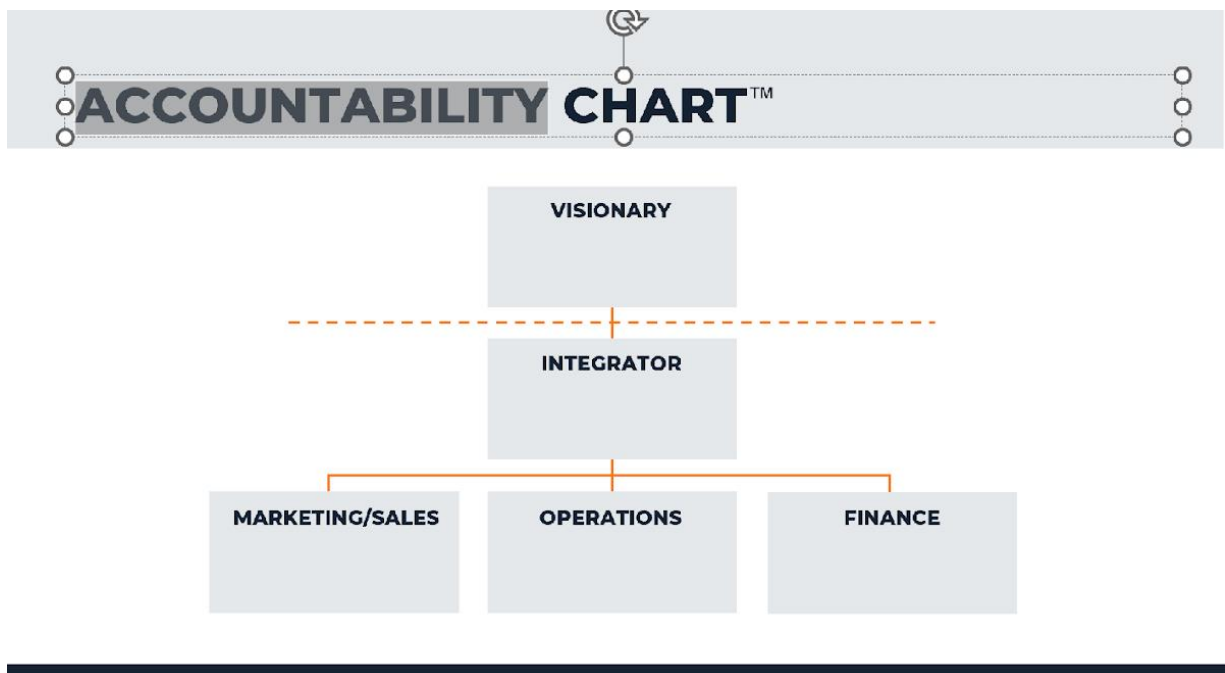 ACCOUNTABILITY CHART™
VISIONARY
INTEGRATOR
MARKETING/SALES
OPERATIONS
FINANCE